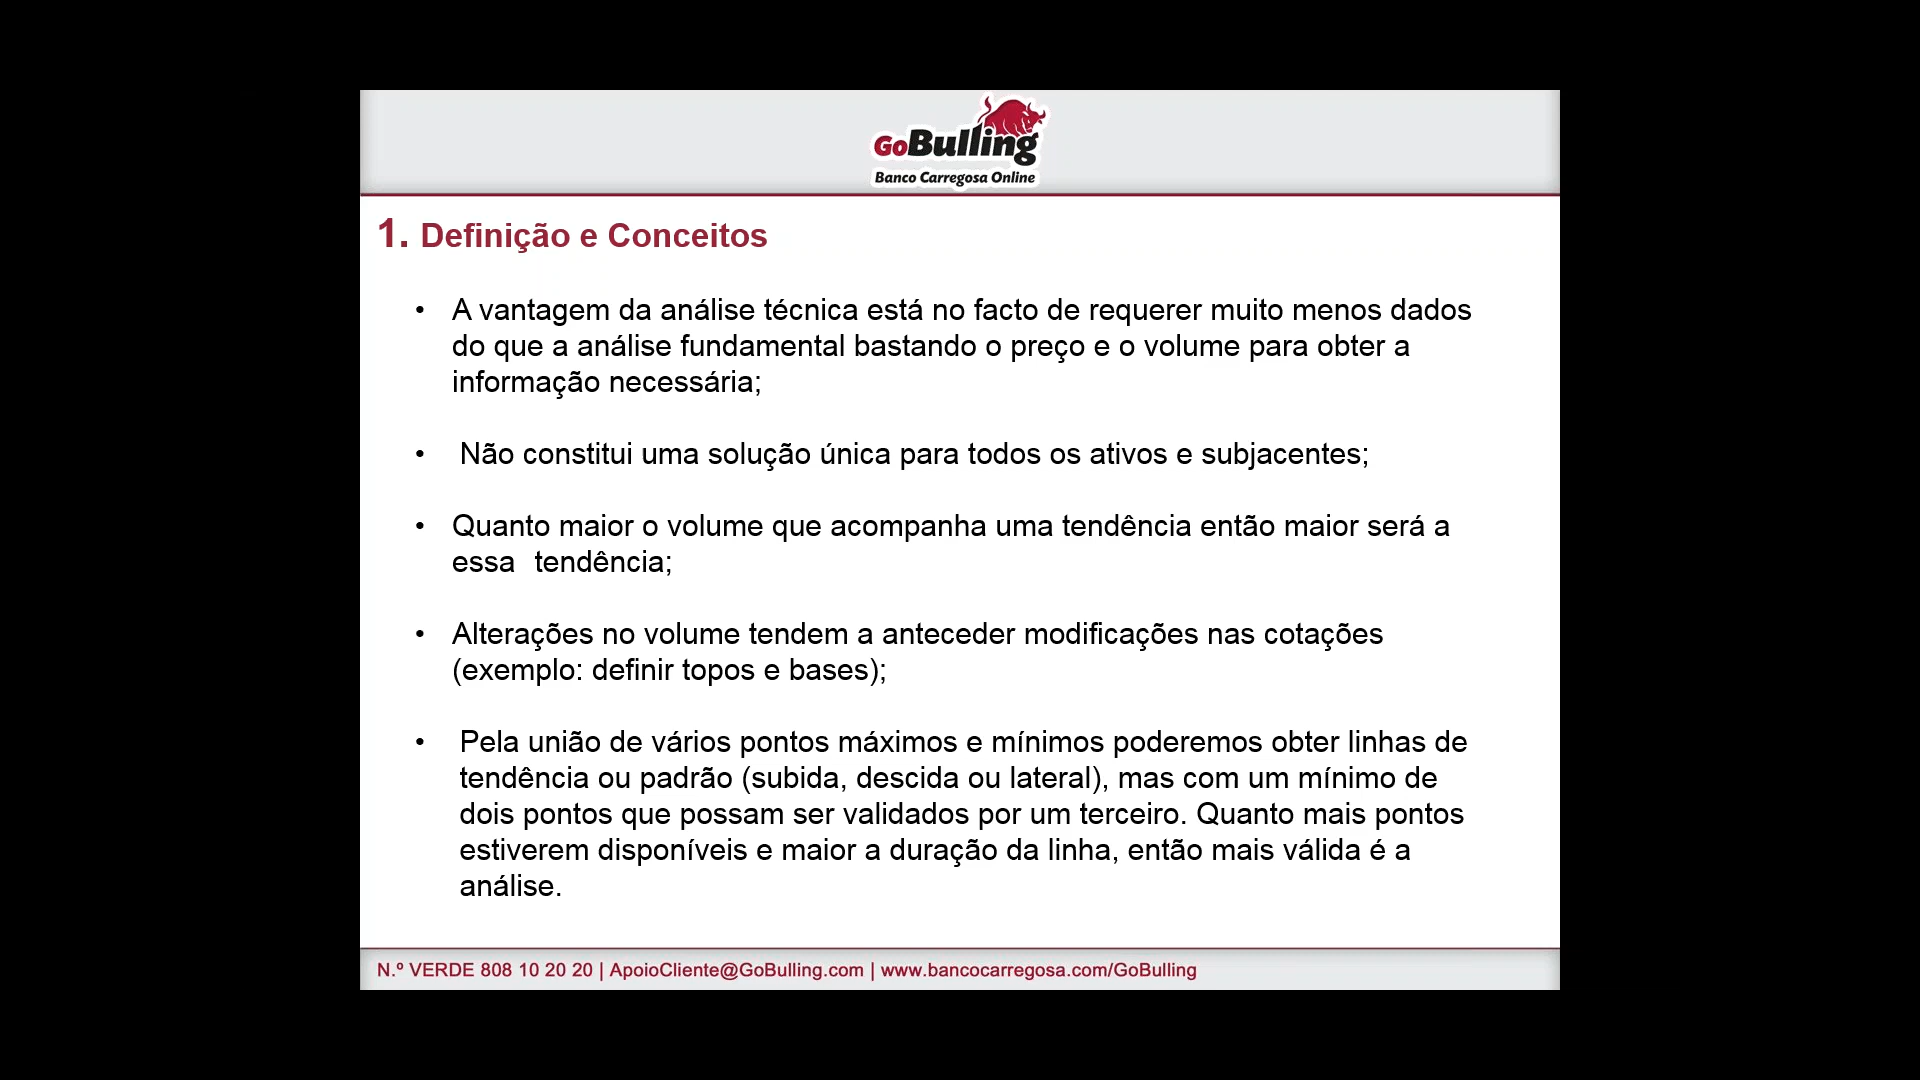 GoBulling
Banco Carregosa Online
1. Definição e Conceitos
• A vantagem da análise técnica está no facto de requerer muito menos dados
do que a análise fundamental bastando o preço e o volume para obter a
informação necessária;
• Não constitui uma solução única para todos os ativos e subjacentes;
• Quanto maior o volume que acompanha uma tendência então maior será a
essa tendência;
• Alterações no volume tendem a anteceder modificações nas cotações
(exemplo: definir topos e bases);
• Pela união de vários pontos máximos e mínimos poderemos obter linhas de
tendência ou padrão (subida, descida ou lateral), mas com um mínimo de
dois pontos que possam ser validados por um terceiro. Quanto mais pontos
estiverem disponíveis e maior a duração da linha, então mais válida é a
análise.
N.º VERDE 808 10 20 20 | ApoioCliente@GoBulling.com | www.bancocarregosa.com/GoBulling